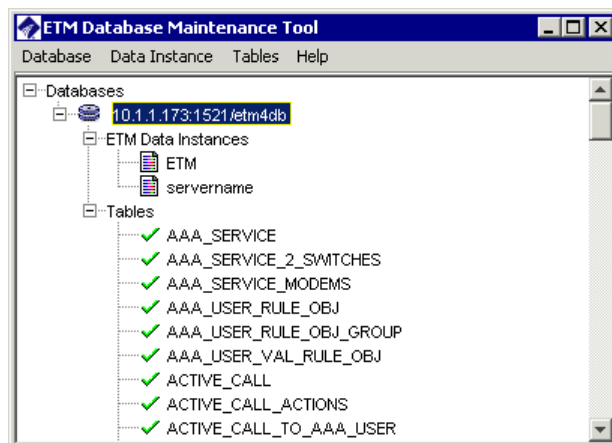 ETM Database Maintenance Tool
Database Data Instance Tables Help
Databases
10.1.1.173:1521/etm4db
ETM Data Instances
ETM
servername
Tables
AAA_SERVICE
AAA_SERVICE_2_SWITCHES
AAA_SERVICE_MODEMS
AAA_USER_RULE_OBJ
AAA_USER_RULE_OBJ_GROUP
AAA_USER_VAL_RULE_OBJ
ACTIVE_CALL
ACTIVE_CALL_ACTIONS
ACTIVE_CALL_TO_AAA_USER